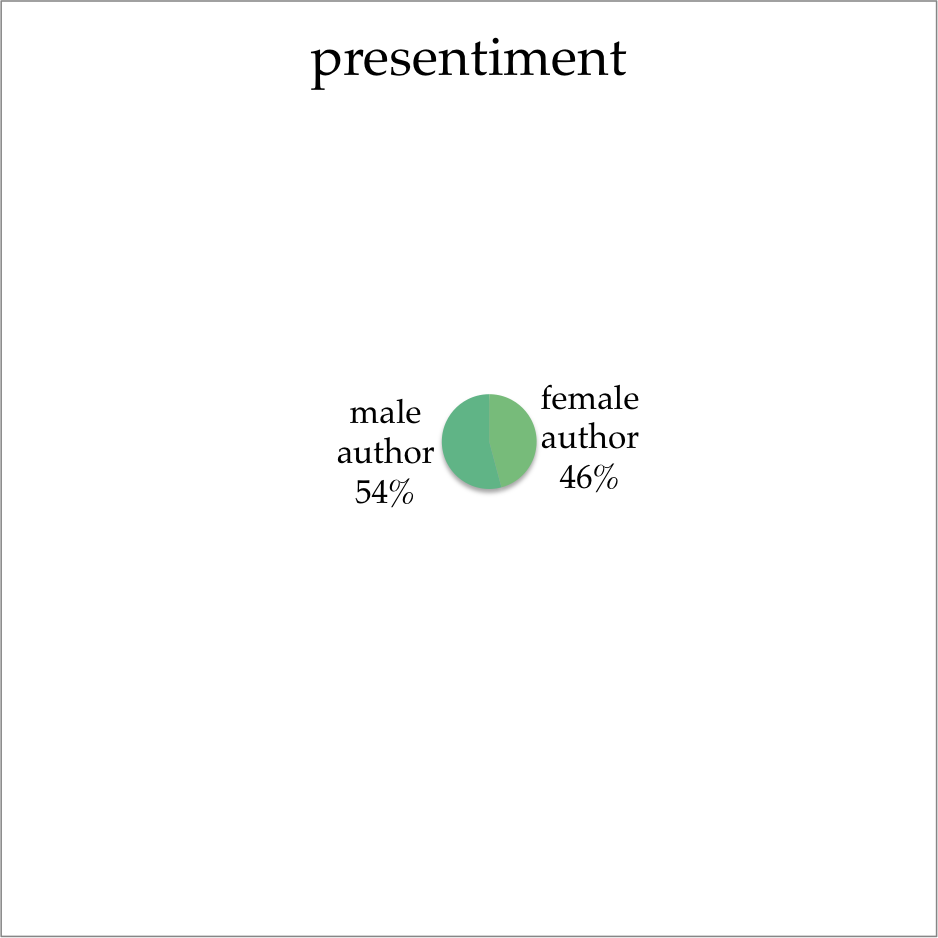 presentiment
male
author
54%
female
author
46%